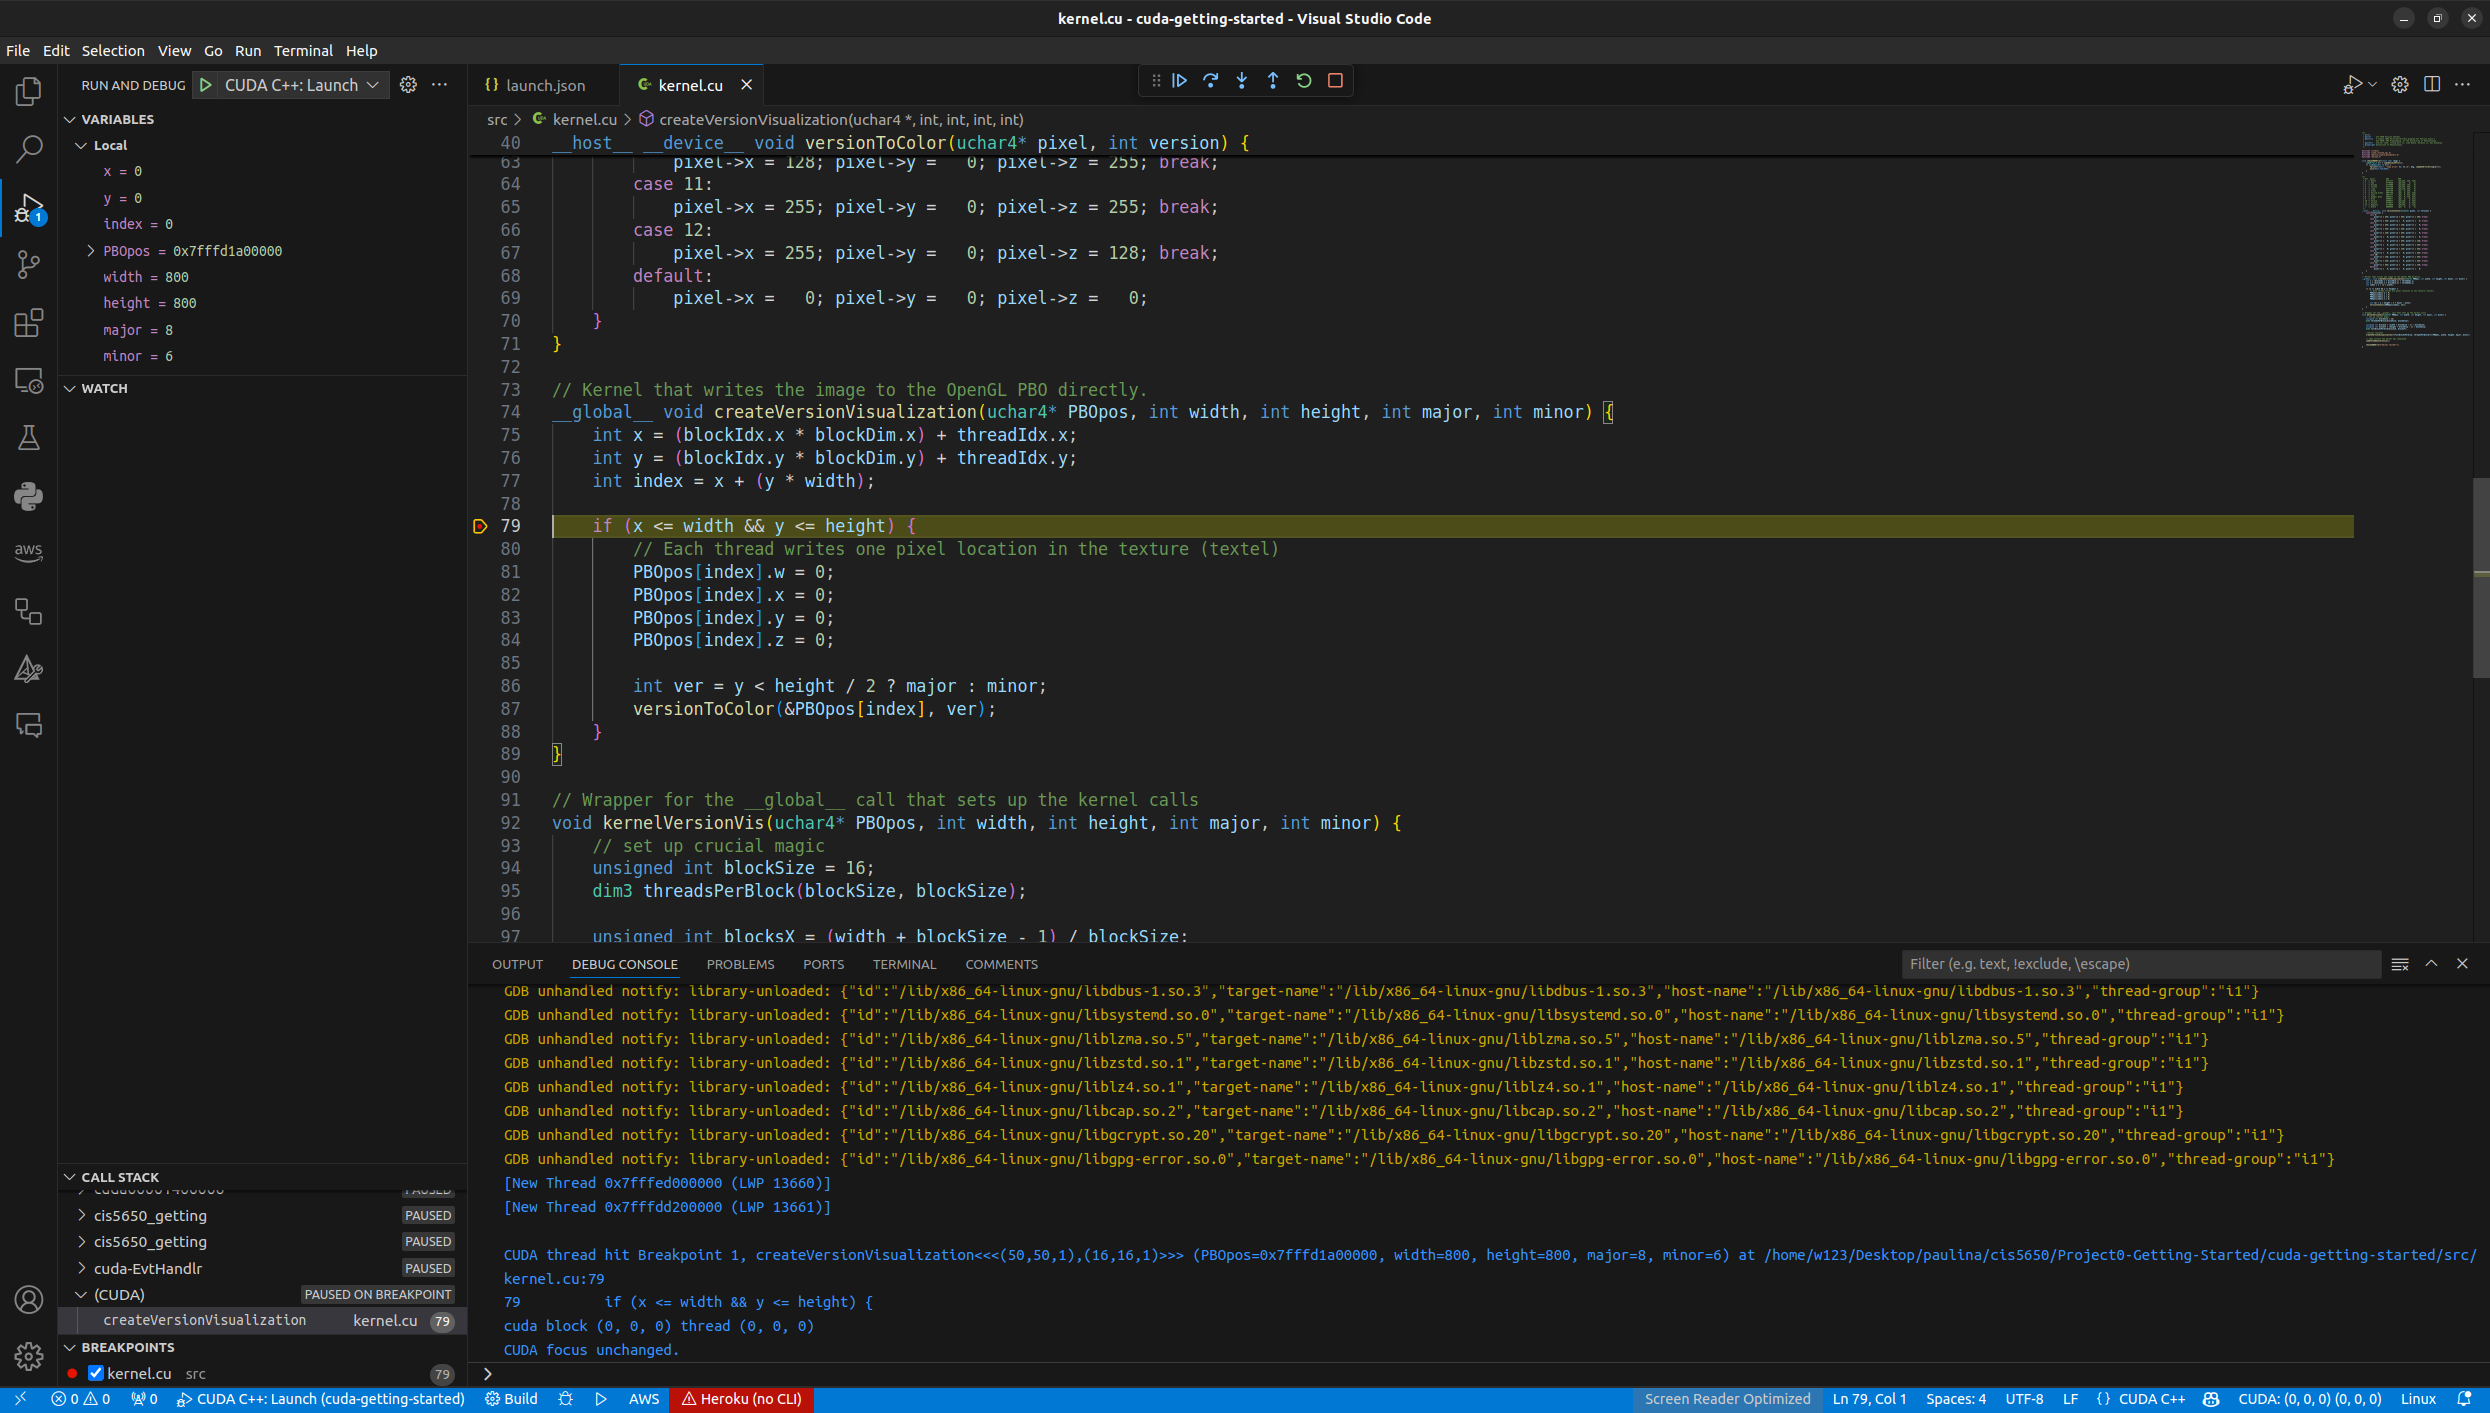 kernel.cu - cuda-getting-started - Visual Studio Code
File Edit Selection View Go Run Terminal Help
RUN AND DEBUG CUDA C++: Launch
VARIABLES
Local
x = 0
y = 0
index = 0
PBOpos = 0x7fffd1a00000
width = 800
height = 800
major = 8
minor = 6
WATCH
CALL STACK
PAUSED
cis5650_getting PAUSED
cis5650_getting PAUSED
cuda-EvtHandlr PAUSED
(CUDA) PAUSED ON BREAKPOINT
createVersionVisualization kernel.cu 79
BREAKPOINTS
kernel.cu src 79
1
aws
{} launch.json
kernel.cu
src > kernel.cu > createVersionVisualization(uchar4 *, int, int, int, int)
40 __host__ __device__ void versionToColor(uchar4* pixel, int version) {
63 pixel->x = 128; pixel->y =   0; pixel->z = 255; break;
64 case 11:
65 pixel->x = 255; pixel->y =   0; pixel->z = 255; break;
66 case 12:
67 pixel->x = 255; pixel->y =   0; pixel->z = 128; break;
68 default:
69 pixel->x =   0; pixel->y =   0; pixel->z =   0;
70 }
71 }
72
73 // Kernel that writes the image to the OpenGL PBO directly.
74 __global__ void createVersionVisualization(uchar4* PBOpos, int width, int height, int major, int minor) {
75 int x = (blockIdx.x * blockDim.x) + threadIdx.x;
76 int y = (blockIdx.y * blockDim.y) + threadIdx.y;
77 int index = x + (y * width);
78
79 if (x <= width && y <= height) {
80 // Each thread writes one pixel location in the texture (textel)
81 PBOpos[index].w = 0;
82 PBOpos[index].x = 0;
83 PBOpos[index].y = 0;
84 PBOpos[index].z = 0;
85
86 int ver = y < height / 2 ? major : minor;
87 versionToColor(&PBOpos[index], ver);
88 }
89 }
90
91 // Wrapper for the __global__ call that sets up the kernel calls
92 void kernelVersionVis(uchar4* PBOpos, int width, int height, int major, int minor) {
93 // set up crucial magic
94 unsigned int blockSize = 16;
95 dim3 threadsPerBlock(blockSize, blockSize);
96
97 unsigned int blocksX = (width + blockSize - 1) / blockSize;
OUTPUT DEBUG CONSOLE PROBLEMS PORTS TERMINAL COMMENTS Filter (e.g. text, !exclude, \escape)
GDB unhandled notify: library-unloaded: {"id":"/lib/x86_64-linux-gnu/libdbus-1.so.3","target-name":"/lib/x86_64-linux-gnu/libdbus-1.so.3","host-name":"/lib/x86_64-linux-gnu/libdbus-1.so.3","thread-group":"i1"}
GDB unhandled notify: library-unloaded: {"id":"/lib/x86_64-linux-gnu/libsystemd.so.0","target-name":"/lib/x86_64-linux-gnu/libsystemd.so.0","host-name":"/lib/x86_64-linux-gnu/libsystemd.so.0","thread-group":"i1"}
GDB unhandled notify: library-unloaded: {"id":"/lib/x86_64-linux-gnu/liblzma.so.5","target-name":"/lib/x86_64-linux-gnu/liblzma.so.5","host-name":"/lib/x86_64-linux-gnu/liblzma.so.5","thread-group":"i1"}
GDB unhandled notify: library-unloaded: {"id":"/lib/x86_64-linux-gnu/libzstd.so.1","target-name":"/lib/x86_64-linux-gnu/libzstd.so.1","host-name":"/lib/x86_64-linux-gnu/libzstd.so.1","thread-group":"i1"}
GDB unhandled notify: library-unloaded: {"id":"/lib/x86_64-linux-gnu/liblz4.so.1","target-name":"/lib/x86_64-linux-gnu/liblz4.so.1","host-name":"/lib/x86_64-linux-gnu/liblz4.so.1","thread-group":"i1"}
GDB unhandled notify: library-unloaded: {"id":"/lib/x86_64-linux-gnu/libcap.so.2","target-name":"/lib/x86_64-linux-gnu/libcap.so.2","host-name":"/lib/x86_64-linux-gnu/libcap.so.2","thread-group":"i1"}
GDB unhandled notify: library-unloaded: {"id":"/lib/x86_64-linux-gnu/libgcrypt.so.20","target-name":"/lib/x86_64-linux-gnu/libgcrypt.so.20","host-name":"/lib/x86_64-linux-gnu/libgcrypt.so.20","thread-group":"i1"}
GDB unhandled notify: library-unloaded: {"id":"/lib/x86_64-linux-gnu/libgpg-error.so.0","target-name":"/lib/x86_64-linux-gnu/libgpg-error.so.0","host-name":"/lib/x86_64-linux-gnu/libgpg-error.so.0","thread-group":"i1"}
[New Thread 0x7fffed000000 (LWP 13660)]
[New Thread 0x7fffdd200000 (LWP 13661)]
CUDA thread hit Breakpoint 1, createVersionVisualization<<<(50,50,1),(16,16,1)>>> (PBOpos=0x7fffd1a00000, width=800, height=800, major=8, minor=6) at /home/w123/Desktop/paulina/cis5650/Project0-Getting-Started/cuda-getting-started/src/
kernel.cu:79
79 if (x <= width && y <= height) {
cuda block (0, 0, 0) thread (0, 0, 0)
CUDA focus unchanged.
>
0 0 0 CUDA C++: Launch (cuda-getting-started) Build AWS Heroku (no CLI) Screen Reader Optimized Ln 79, Col 1 Spaces: 4 UTF-8 LF {} CUDA C++ CUDA: (0, 0, 0) (0, 0, 0) Linux